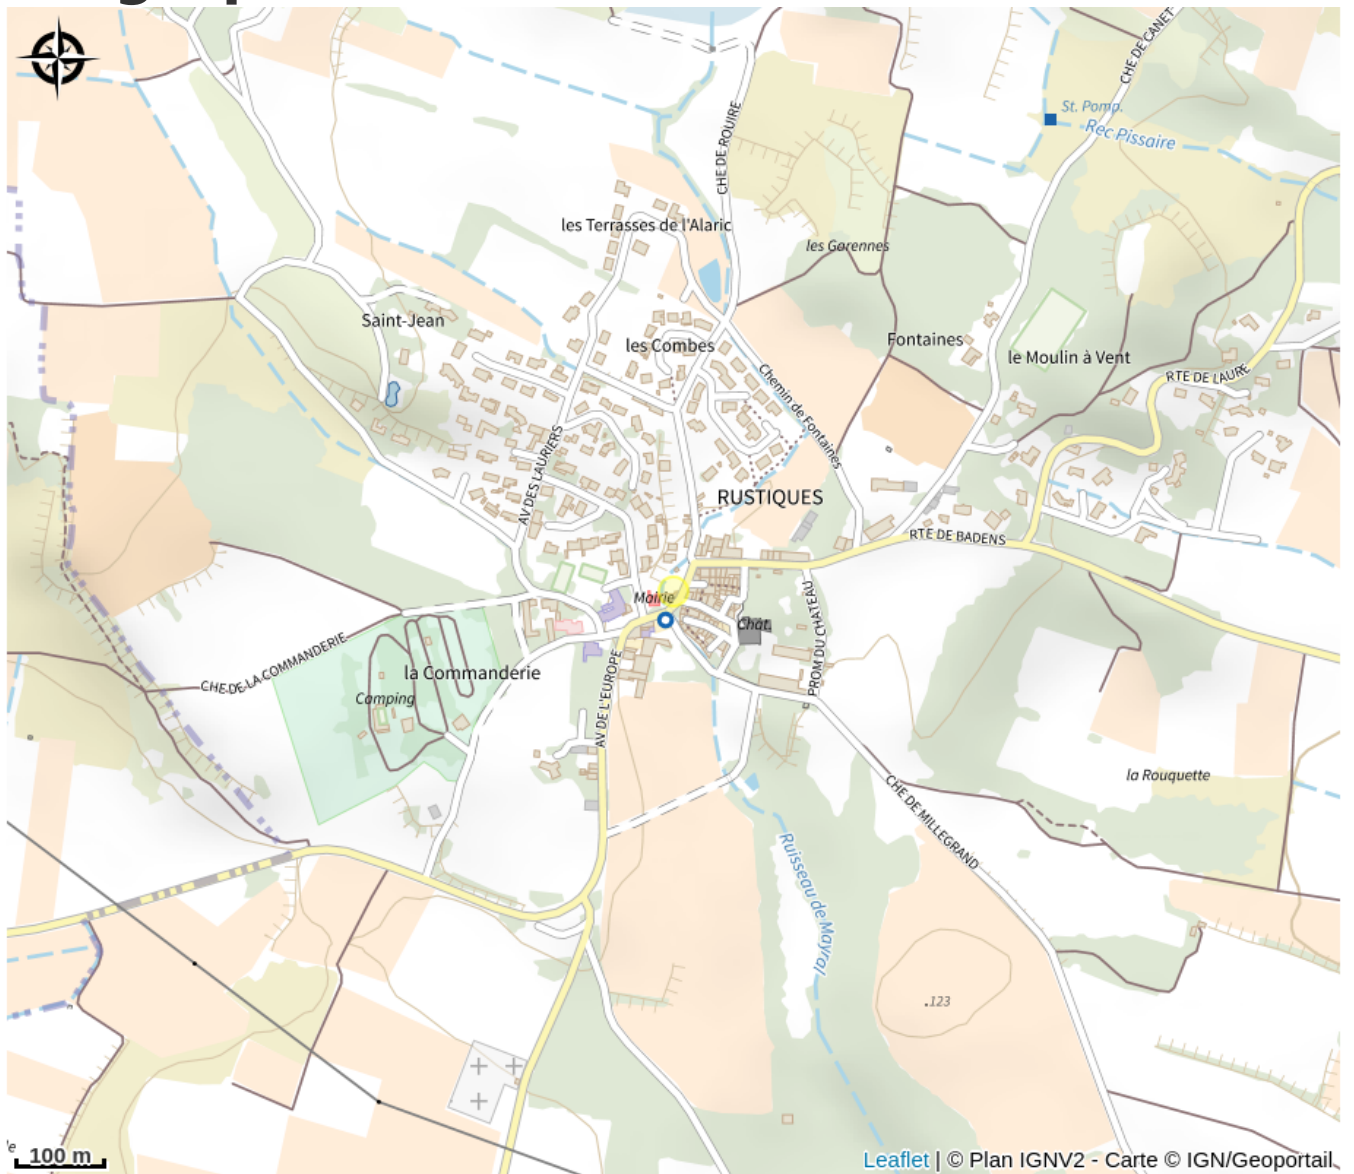 CHE DE CANET
St. Pomp.
Rec Pissaire
CHE DE ROUIRE
les Terrasses de l'Alaric
les Garennes
Saint-Jean
les Combes
Fontaines
le Moulin à Vent
RTE DE LAURE
Chemin de Fontaines
AV DES LAURIERS
RUSTIQUES
RTE DE BADENS
Mairie
Chat.
PROM DU CHATEAU
CHE DE LA COMMANDERIE
la Commanderie
Camping
AV DE L'EUROPE
la Rouquette
CHE DE MILLEGRAND
Ruisseau de Mayral
.123
100 m
Leaflet | © Plan IGNV2 - Carte © IGN/Geoportail